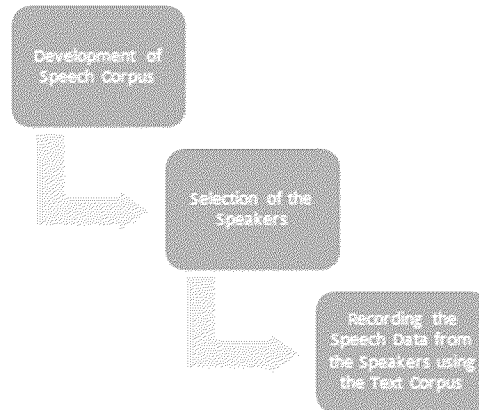 Development of
Speech Corpus
Selection of the
Speakers
Recording the
Speech Data from
the Speakers using
the Text Corpus